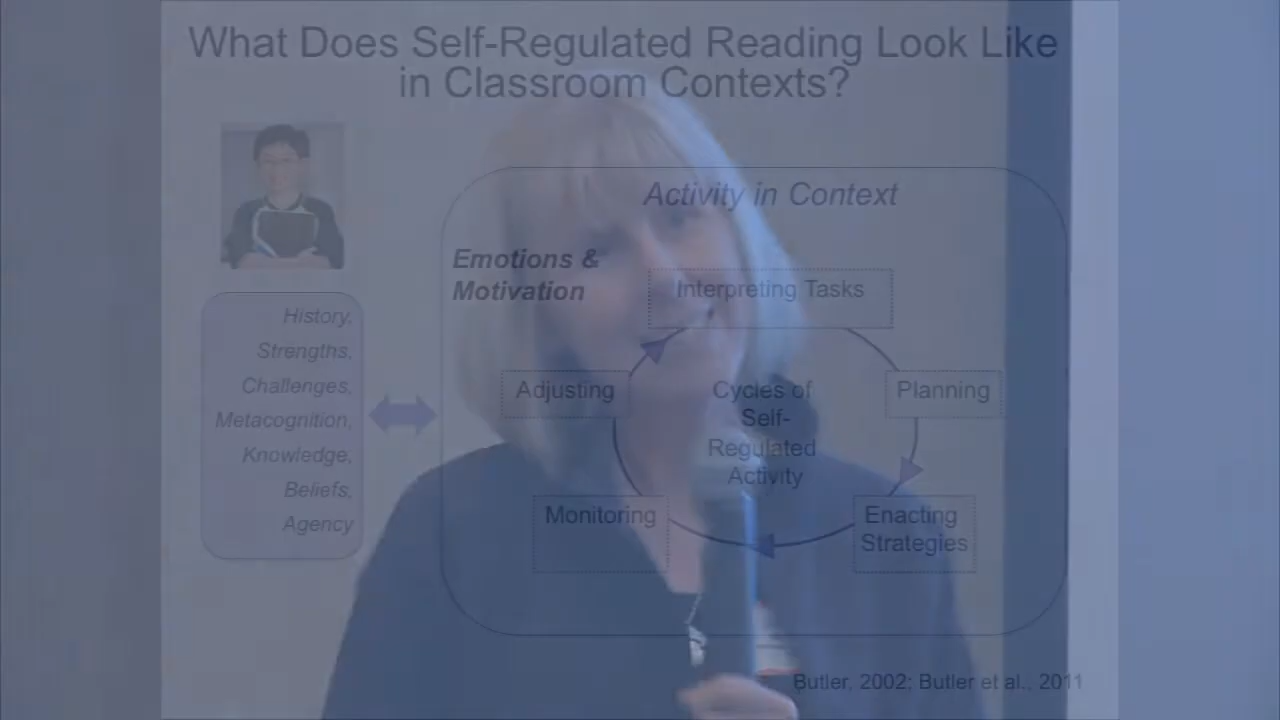 What Does Self-Regulated Reading Look Like
in Classroom Contexts?
Activity in Context
Emotions &
Motivation
Interpreting Tasks
History,
Strengths,
Challenges,
Metacognition,
Knowledge,
Beliefs,
Agency
Adjusting
Cycles of
Self-
Regulated
Activity
Planning
Monitoring
Enacting
Strategies
Butler, 2002; Butler et al., 2011